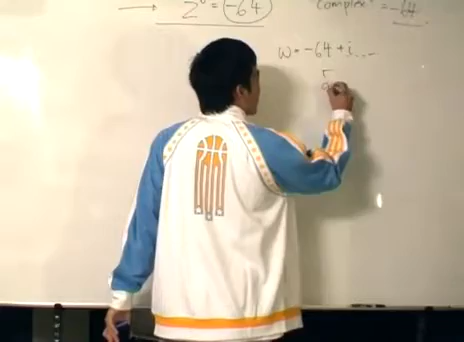 ⟶ z⁶ = -64
complex # = -64.
w = -64 + i...
r